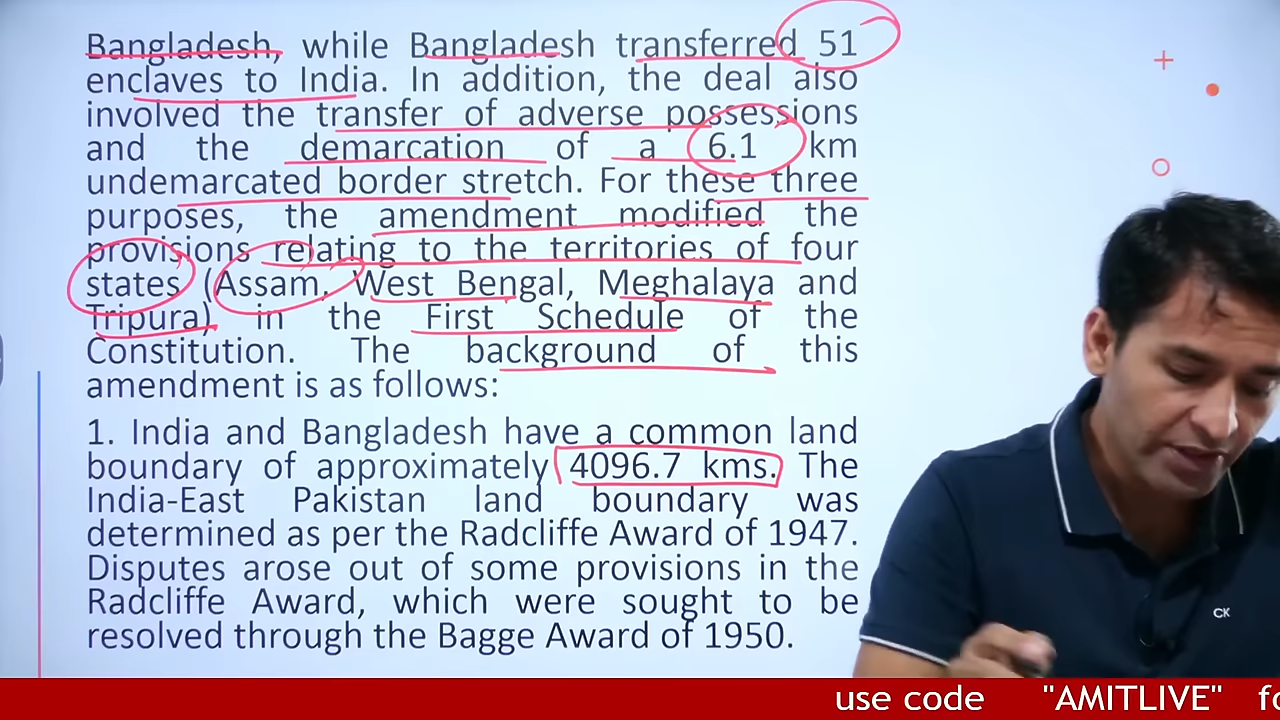 Bangladesh, while Bangladesh transferred 51
enclaves to India. In addition, the deal also
involved the transfer of adverse possessions
and the demarcation of a 6.1 km
undemarcated border stretch. For these three
purposes, the amendment modified the
provisions relating to the territories of four
states (Assam, West Bengal, Meghalaya and
Tripura) in the First Schedule of the
Constitution. The background of this
amendment is as follows:
1. India and Bangladesh have a common land
boundary of approximately 4096.7 kms. The
India-East Pakistan land boundary was
determined as per the Radcliffe Award of 1947.
Disputes arose out of some provisions in the
Radcliffe Award, which were sought to be
resolved through the Bagge Award of 1950.
CK
use code "AMITLIVE" fo